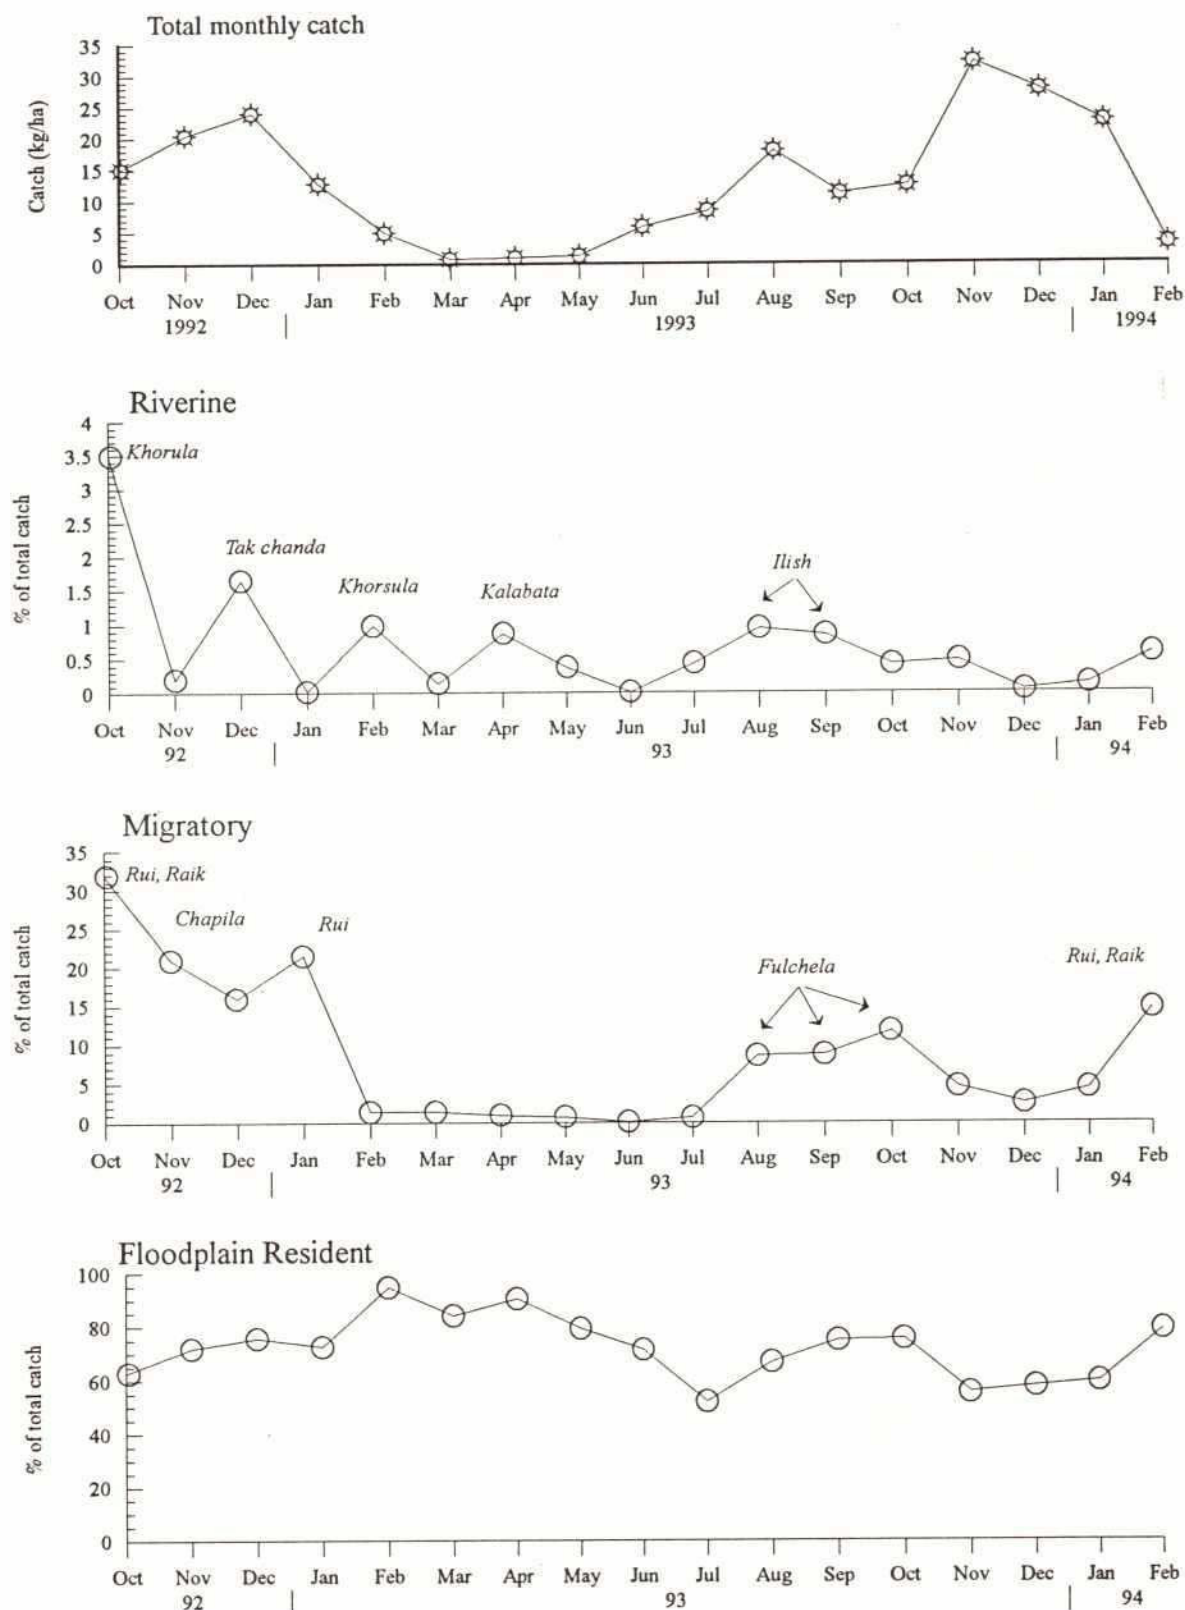 Total monthly catch
Catch (kg/ha)
35
30
25
20
15
10
5
0
Oct Nov Dec Jan Feb Mar Apr May Jun Jul Aug Sep Oct Nov Dec Jan Feb
1992 | 1993 | 1994
Riverine
% of total catch
4
3.5
3
2.5
2
1.5
1
0.5
0
Khorula
Tak chanda
Khorsula
Kalabata
Ilish
Oct Nov Dec Jan Feb Mar Apr May Jun Jul Aug Sep Oct Nov Dec Jan Feb
92 | 93 | 94
Migratory
% of total catch
35
30
25
20
15
10
5
0
Rui, Raik
Chapila
Rui
Fulchela
Rui, Raik
Oct Nov Dec Jan Feb Mar Apr May Jun Jul Aug Sep Oct Nov Dec Jan Feb
92 | 93 | 94
Floodplain Resident
% of total catch
100
80
60
40
20
0
Oct Nov Dec Jan Feb Mar Apr May Jun Jul Aug Sep Oct Nov Dec Jan Feb
92 | 93 | 94